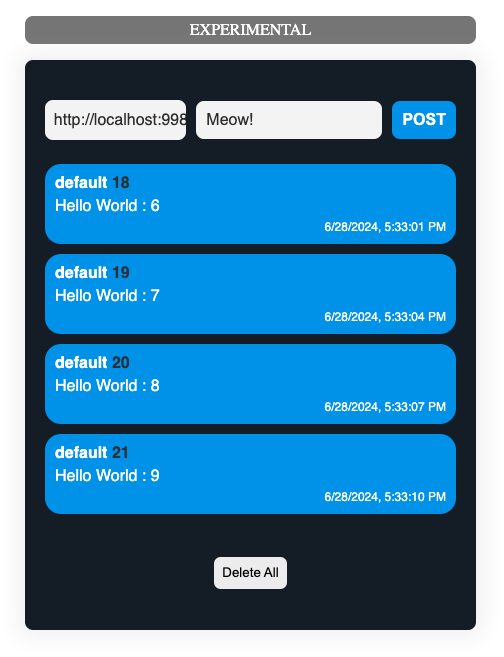 EXPERIMENTAL
http://localhost:998 Meow! POST
default 18
Hello World : 6
6/28/2024, 5:33:01 PM
default 19
Hello World : 7
6/28/2024, 5:33:04 PM
default 20
Hello World : 8
6/28/2024, 5:33:07 PM
default 21
Hello World : 9
6/28/2024, 5:33:10 PM
Delete All